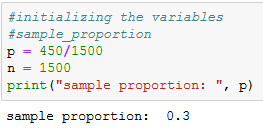 #initializing the variables
#sample_proportion
p = 450/1500
n = 1500
print("sample proportion: ", p)
sample proportion:  0.3